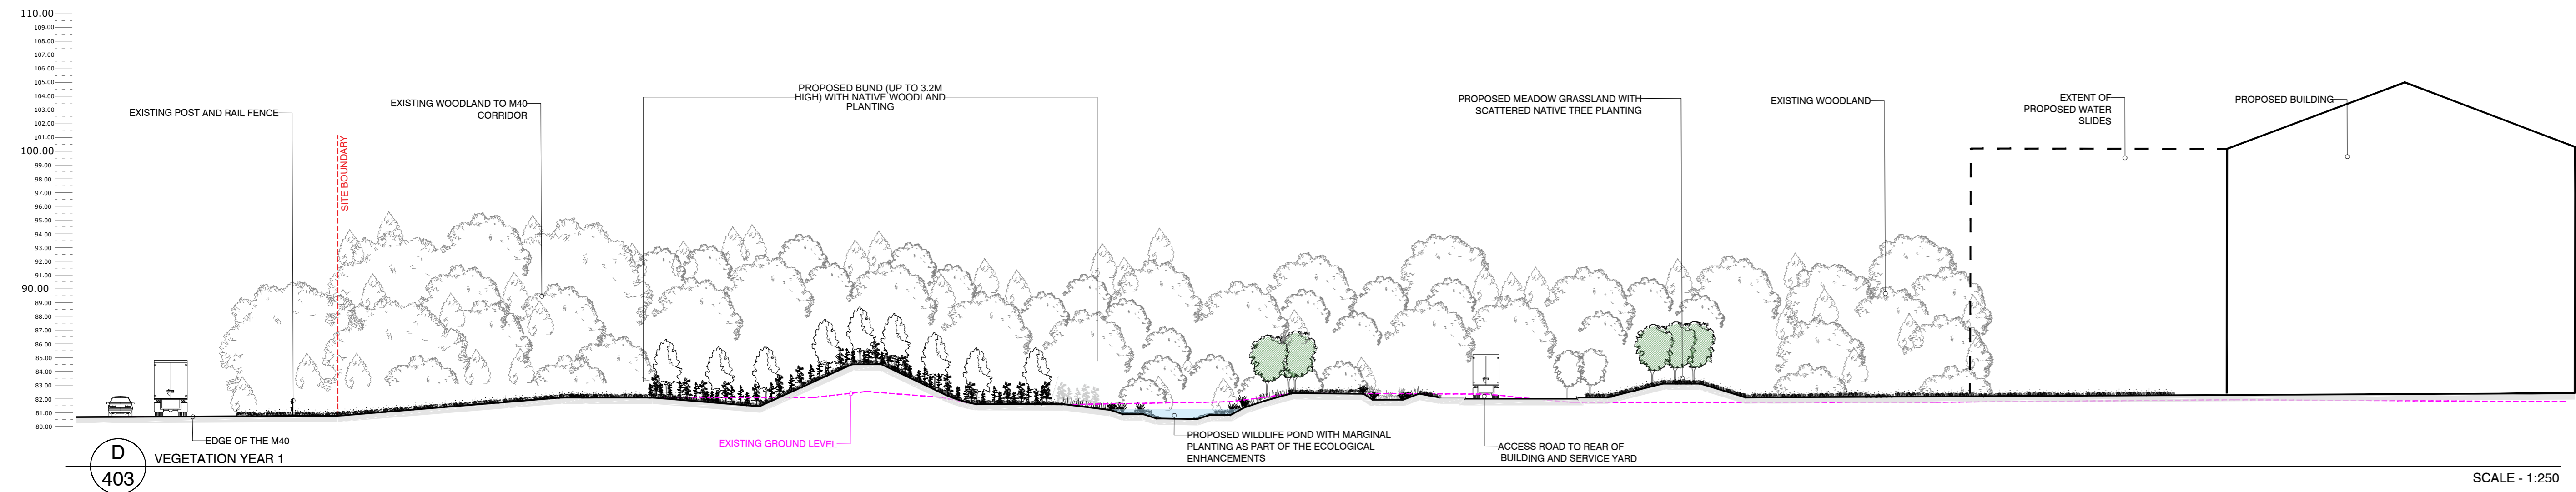 110.00
109.00
108.00
107.00
106.00
105.00
104.00
103.00
102.00
101.00
100.00
99.00
98.00
97.00
96.00
95.00
94.00
93.00
92.00
91.00
90.00
89.00
88.00
87.00
86.00
85.00
84.00
83.00
82.00
81.00
80.00
EXISTING POST AND RAIL FENCE
SITE BOUNDARY
EXISTING WOODLAND TO M40
CORRIDOR
PROPOSED BUND (UP TO 3.2M
HIGH) WITH NATIVE WOODLAND
PLANTING
PROPOSED MEADOW GRASSLAND WITH
SCATTERED NATIVE TREE PLANTING
EXISTING WOODLAND
EXTENT OF
PROPOSED WATER
SLIDES
PROPOSED BUILDING
EDGE OF THE M40
EXISTING GROUND LEVEL
PROPOSED WILDLIFE POND WITH MARGINAL
PLANTING AS PART OF THE ECOLOGICAL
ENHANCEMENTS
ACCESS ROAD TO REAR OF
BUILDING AND SERVICE YARD
D
403
VEGETATION YEAR 1
SCALE - 1:250